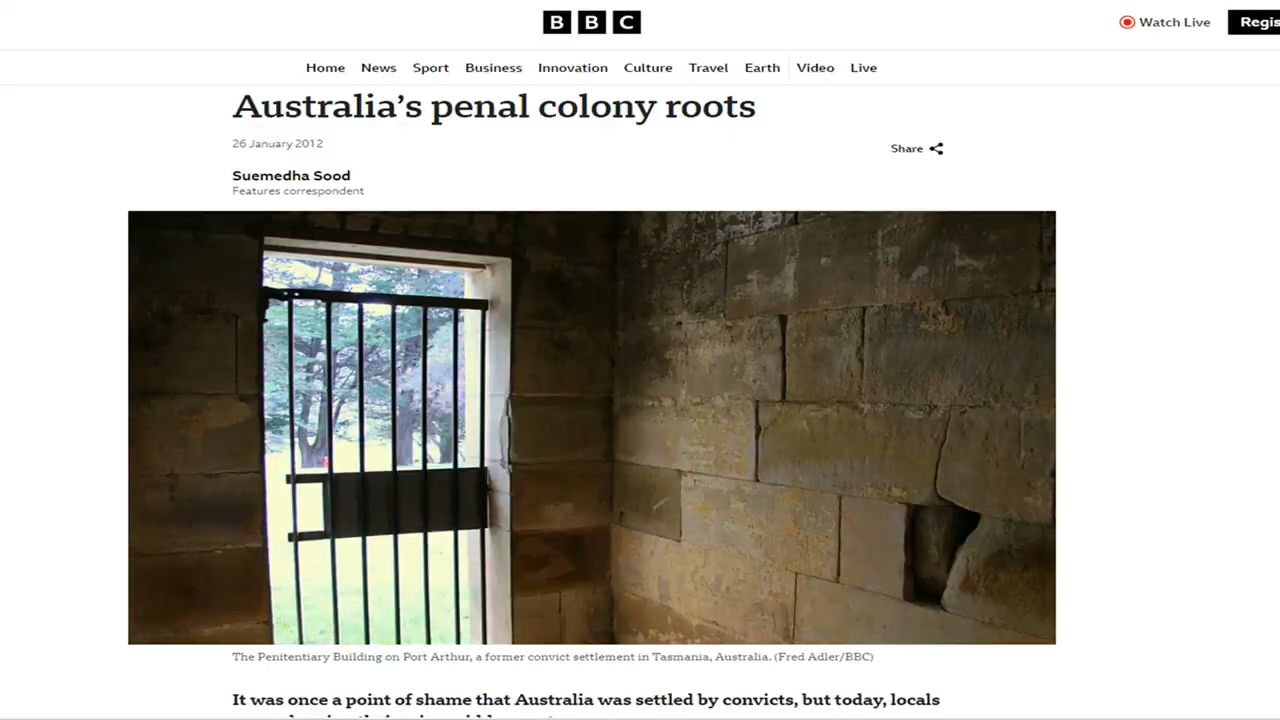 BBC
Watch Live
Regis
Home News Sport Business Innovation Culture Travel Earth Video Live
Australia's penal colony roots
26 January 2012
Share
Suemedha Sood
Features correspondent
The Penitentiary Building on Port Arthur, a former convict settlement in Tasmania, Australia. (Fred Adler/BBC)
It was once a point of shame that Australia was settled by convicts, but today, locals